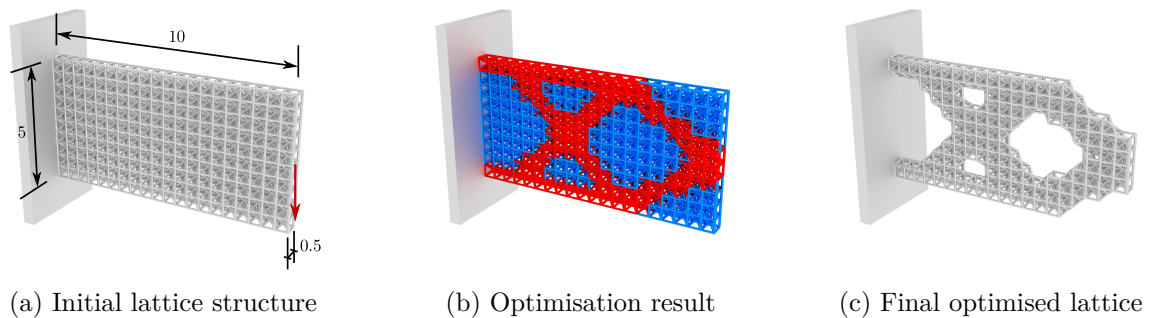 10
5
0.5
(a) Initial lattice structure
(b) Optimisation result
(c) Final optimised lattice